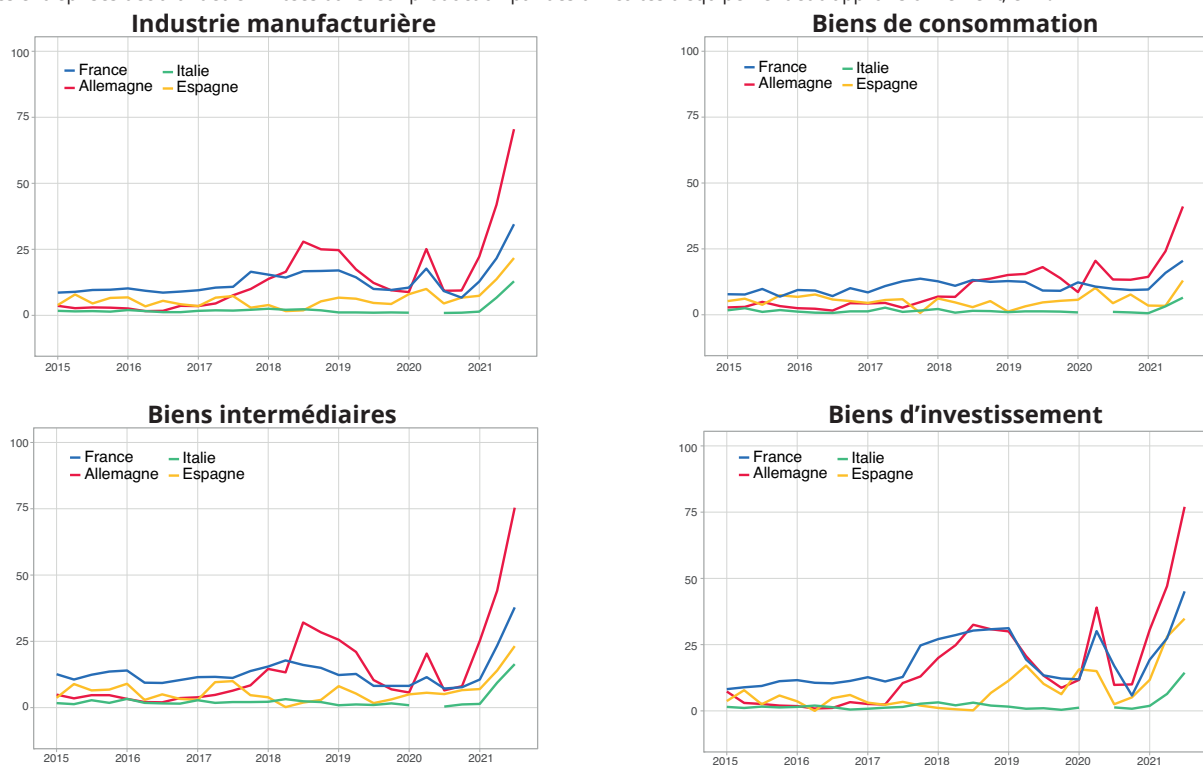 Industrie manufacturière
France
Italie
Allemagne
Espagne
100
75
50
25
0
2015 2016 2017 2018 2019 2020 2021
Biens de consommation
France
Italie
Allemagne
Espagne
100
75
50
25
0
2015 2016 2017 2018 2019 2020 2021
Biens intermédiaires
France
Italie
Allemagne
Espagne
100
75
50
25
0
2015 2016 2017 2018 2019 2020 2021
Biens d'investissement
France
Italie
Allemagne
Espagne
100
75
50
25
0
2015 2016 2017 2018 2019 2020 2021